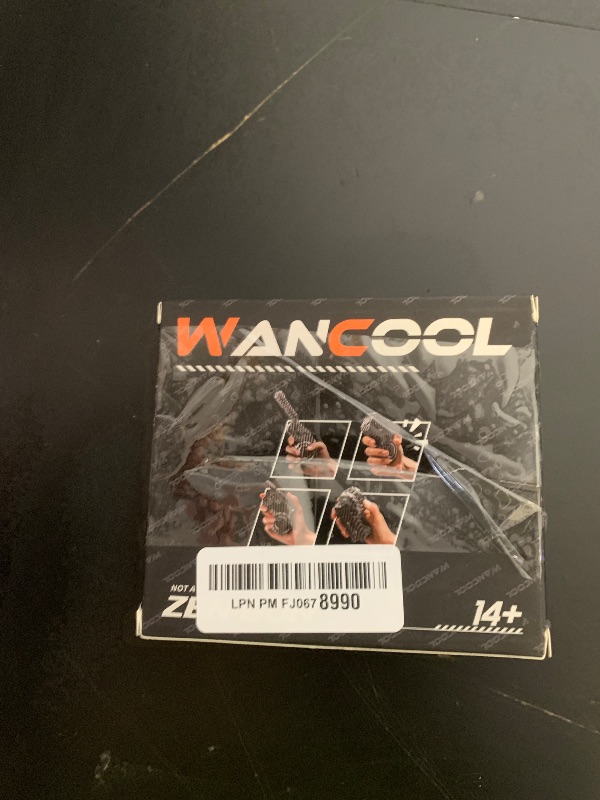 WANCOOL
NOT A
ZE
LPN PM FJ067 8990
14+